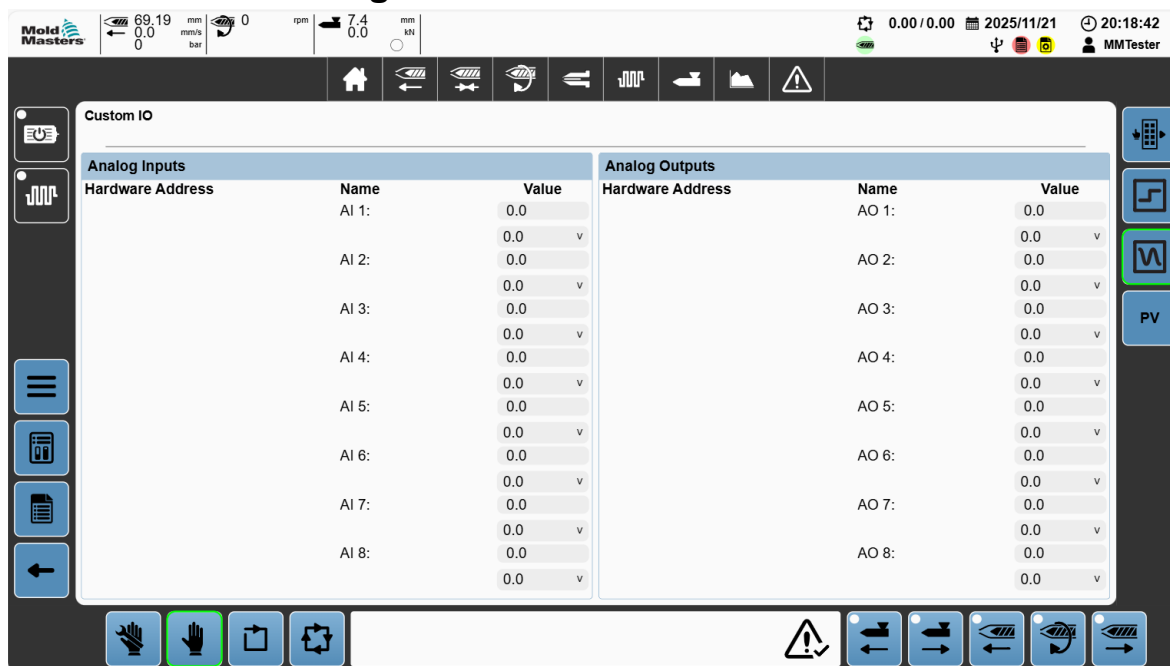 Mold Masters
69.19 mm
0.0 mm/s
0 bar
0 rpm
7.4 mm
0.0 kN
0.00 / 0.00
2025/11/21
20:18:42
MMTester
Custom IO
Analog Inputs
Hardware Address Name Value
AI 1: 0.0
0.0 v
AI 2: 0.0
0.0 v
AI 3: 0.0
0.0 v
AI 4: 0.0
0.0 v
AI 5: 0.0
0.0 v
AI 6: 0.0
0.0 v
AI 7: 0.0
0.0 v
AI 8: 0.0
0.0 v
Analog Outputs
Hardware Address Name Value
AO 1: 0.0
0.0 v
AO 2: 0.0
0.0 v
AO 3: 0.0
0.0 v
AO 4: 0.0
0.0 v
AO 5: 0.0
0.0 v
AO 6: 0.0
0.0 v
AO 7: 0.0
0.0 v
AO 8: 0.0
0.0 v
PV